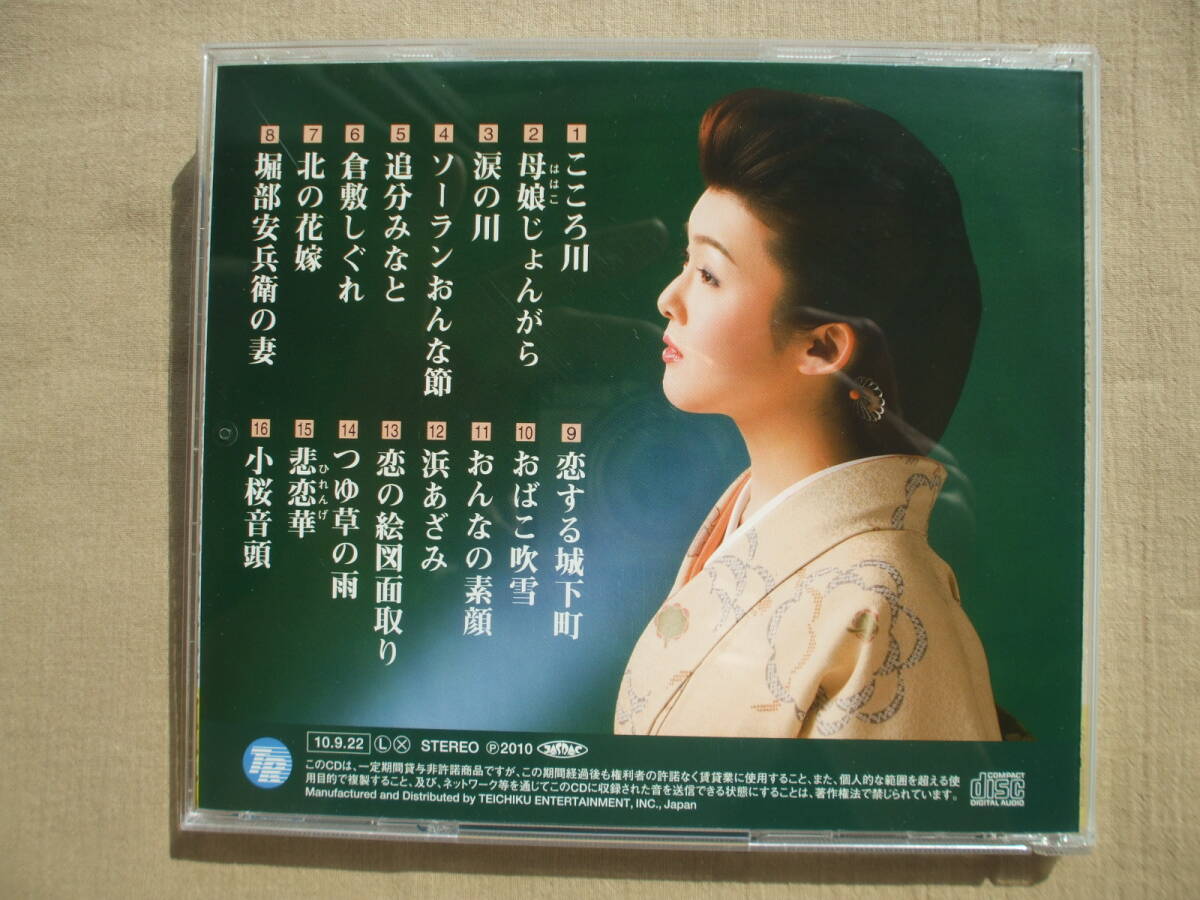 1 こころ川
2 母娘じょんがら
ははこ
3 涙の川
4 ソーランおんな節
5 追分みなと
6 倉敷しぐれ
7 北の花嫁
8 堀部安兵衛の妻
9 恋する城下町
10 おばこ吹雪
11 おんなの素顔
12 浜あざみ
13 恋の絵図面取り
14 つゆ草の雨
15 悲恋華
ひれんげ
16 小桜音頭
TR
10.9.22 Ⓛ Ⓧ STEREO ℗2010 JASRAC
このCDは、一定期間貸与非許諾商品ですが、この期間経過後も権利者の許諾なく賃貸業に使用すること、また、個人的な範囲を超える使
用目的で複製すること、及び、ネットワーク等を通じてこのCDに収録された音を送信できる状態にすることは、著作権法で禁じられています。
Manufactured and Distributed by TEICHIKU ENTERTAINMENT, INC., Japan
COMPACT
disc
DIGITAL AUDIO